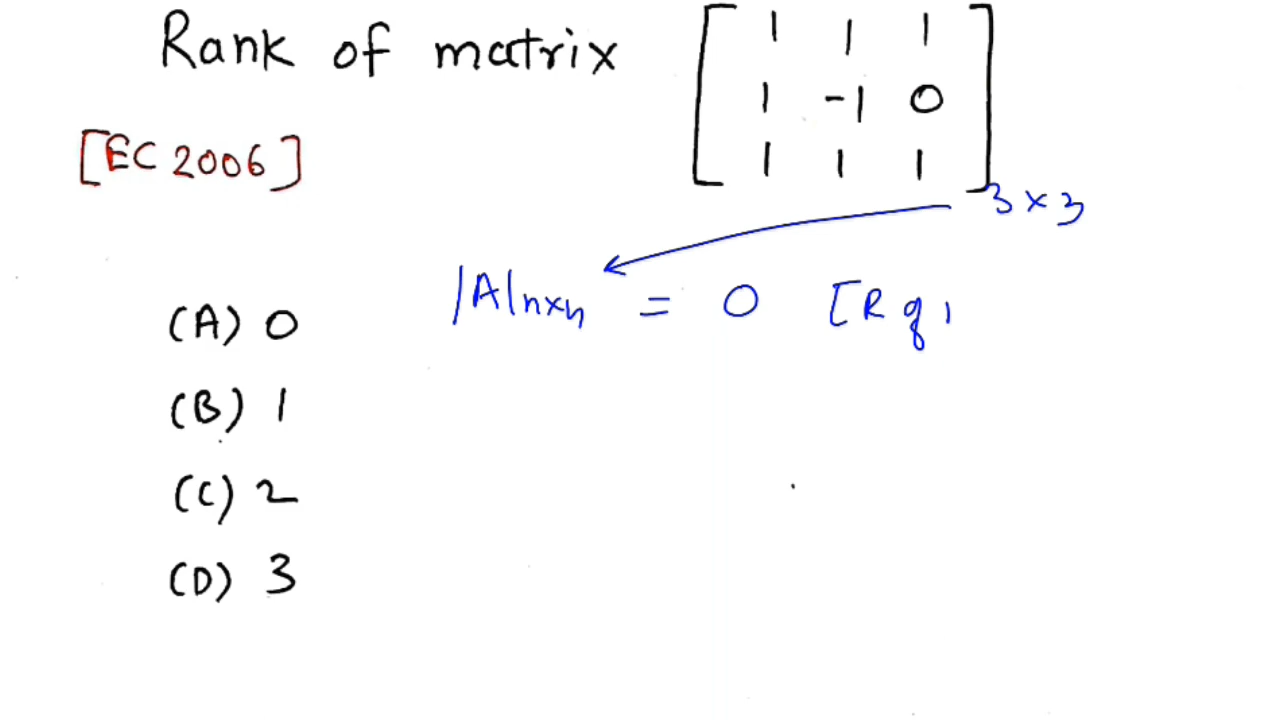 Rank of matrix [ 1 1 1
1 -1 0
1 1 1 ] 3×3
[EC 2006]
|A|n×n = 0 [R
(A) 0
(B) 1
(C) 2
(D) 3